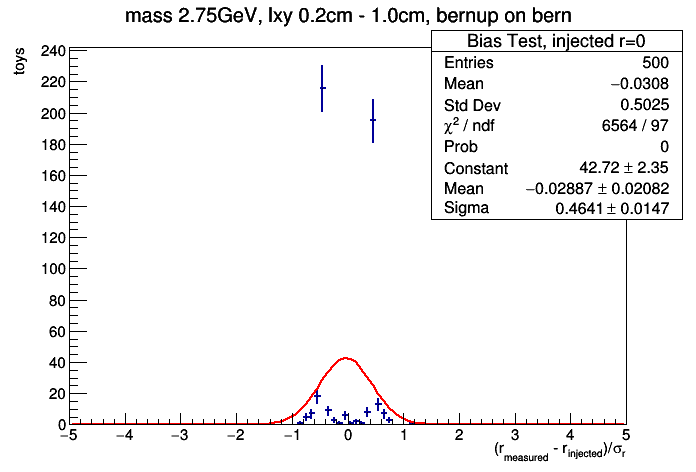 mass 2.75GeV, lxy 0.2cm - 1.0cm, bernup on bern
toys
240
220
200
180
160
140
120
100
80
60
40
20
0
−5 −4 −3 −2 −1 0 1 2 3 4 5
(r_measured - r_injected)/σ_r
Bias Test, injected r=0
Entries 500
Mean −0.0308
Std Dev 0.5025
χ² / ndf 6564 / 97
Prob 0
Constant 42.72 ± 2.35
Mean −0.02887 ± 0.02082
Sigma 0.4641 ± 0.0147